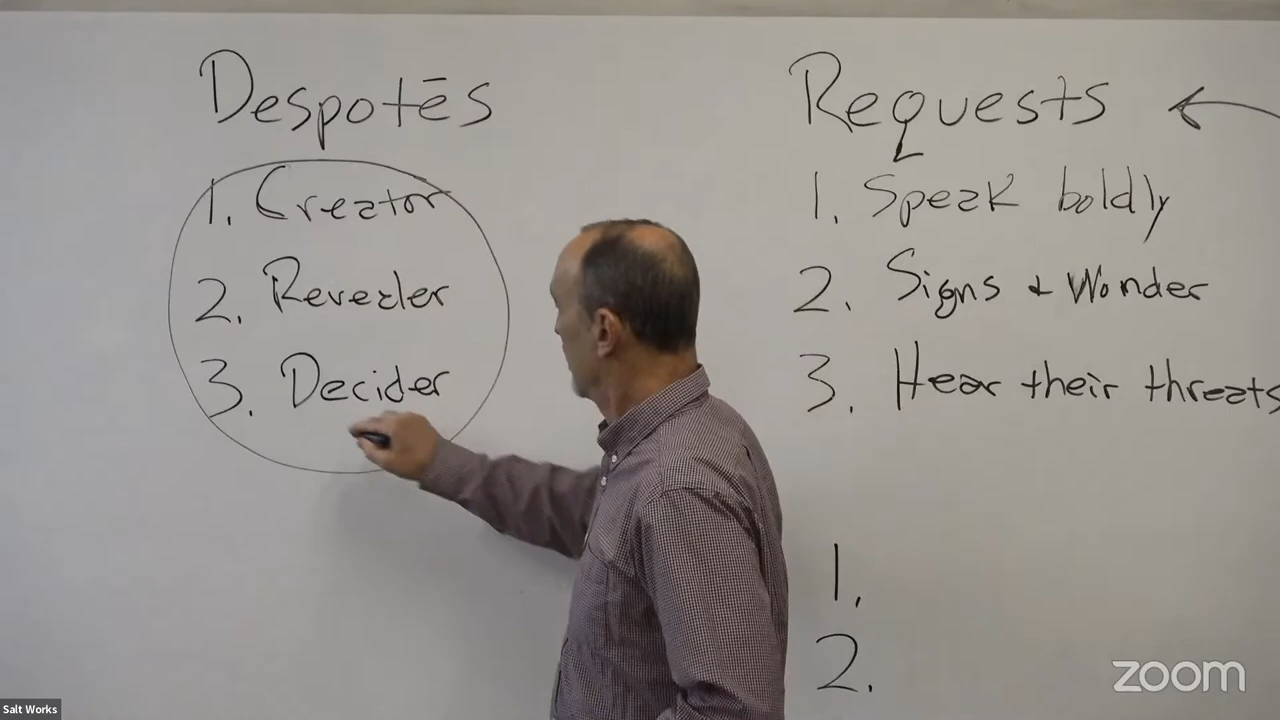 Despotēs
1. Creator
2. Revealer
3. Decider
Requests
1. Speak boldly
2. Signs & Wonder
3. Hear their threats
1.
2.
zoom
Salt Works